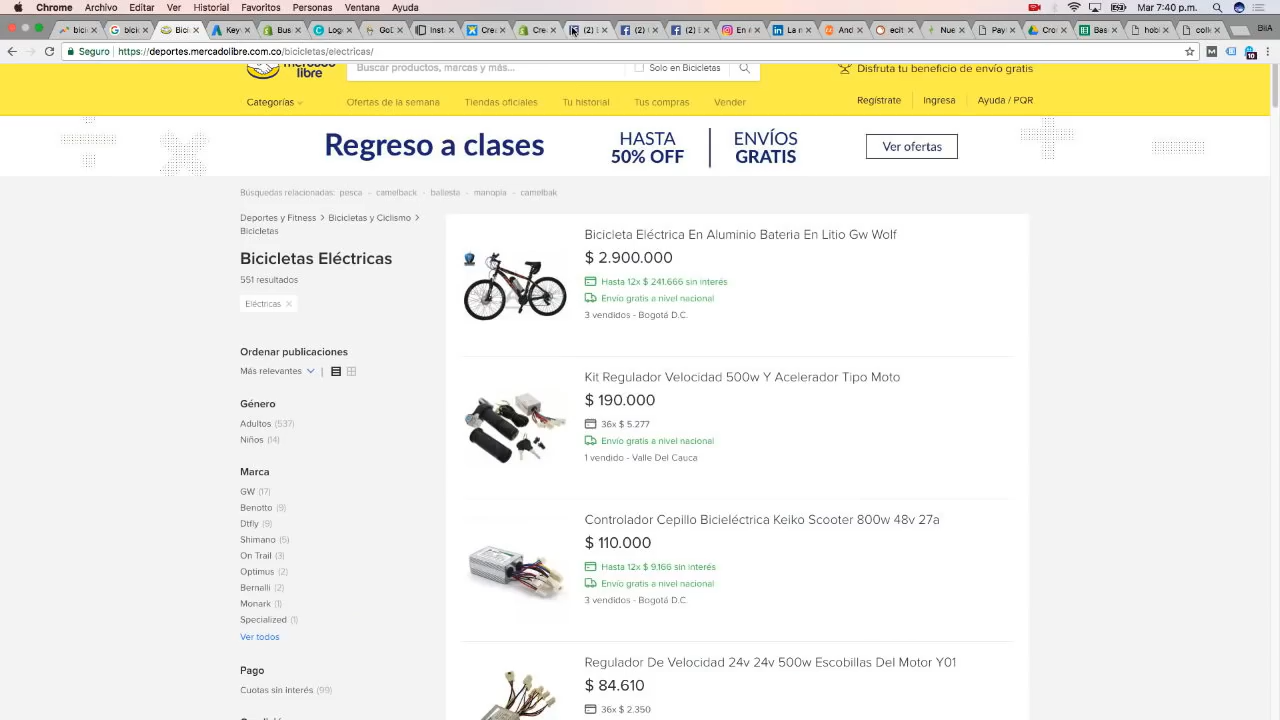 Chrome Archivo Editar Ver Historial Favoritos Personas Ventana Ayuda 100% Mar 7:40 p. m.
Seguro https://deportes.mercadolibre.com.co/bicicletas/electricas/
libre
Buscar productos, marcas y más... Solo en Bicicletas
Disfruta tu beneficio de envío gratis
Categorías Ofertas de la semana Tiendas oficiales Tu historial Tus compras Vender Regístrate Ingresa Ayuda / PQR
Regreso a clases
HASTA
50% OFF
ENVÍOS
GRATIS
Ver ofertas
Búsquedas relacionadas: pesca - camelback - ballesta - manopla - camelbak
Deportes y Fitness > Bicicletas y Ciclismo >
Bicicletas
Bicicletas Eléctricas
551 resultados
Eléctricas ×
Ordenar publicaciones
Más relevantes
Género
Adultos (537)
Niños (14)
Marca
GW (17)
Benotto (9)
Dtfly (9)
Shimano (5)
On Trail (3)
Optimus (2)
Bernalli (2)
Monark (1)
Specialized (1)
Ver todos
Pago
Cuotas sin interés (99)
Bicicleta Eléctrica En Aluminio Bateria En Litio Gw Wolf
$ 2.900.000
Hasta 12x $ 241.666 sin interés
Envío gratis a nivel nacional
3 vendidos - Bogotá D.C.
Kit Regulador Velocidad 500w Y Acelerador Tipo Moto
$ 190.000
36x $ 5.277
Envío gratis a nivel nacional
1 vendido - Valle Del Cauca
Controlador Cepillo Bicieléctrica Keiko Scooter 800w 48v 27a
$ 110.000
Hasta 12x $ 9.166 sin interés
Envío gratis a nivel nacional
3 vendidos - Bogotá D.C.
Regulador De Velocidad 24v 24v 500w Escobillas Del Motor Y01
$ 84.610
36x $ 2.350